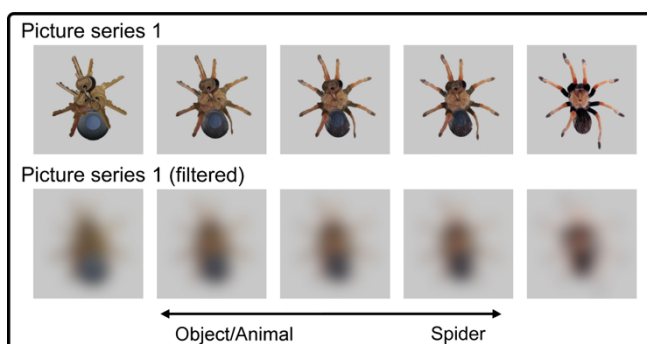 Picture series 1
Picture series 1 (filtered)
Object/Animal Spider